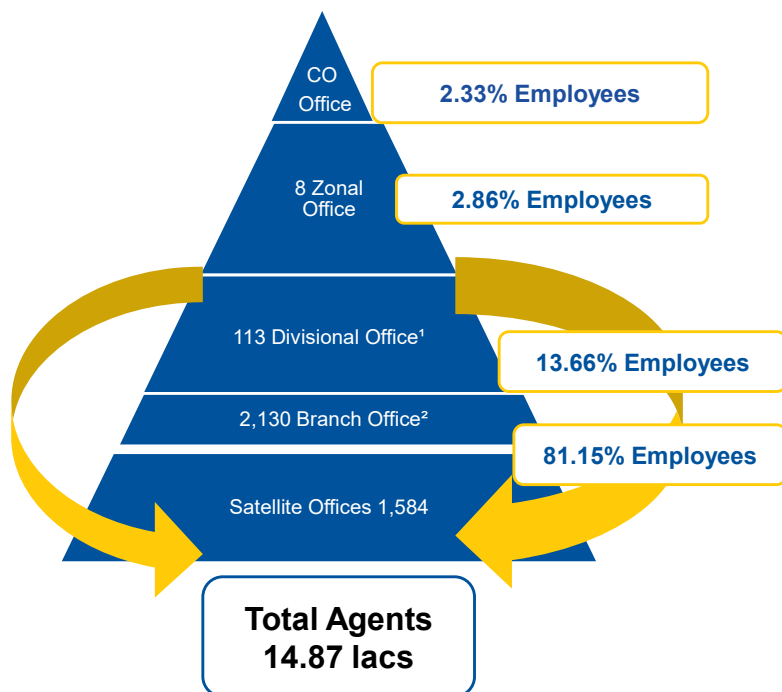 CO
Office
2.33% Employees
8 Zonal
Office
2.86% Employees
113 Divisional Office¹
13.66% Employees
2,130 Branch Office²
81.15% Employees
Satellite Offices 1,584
Total Agents
14.87 lacs